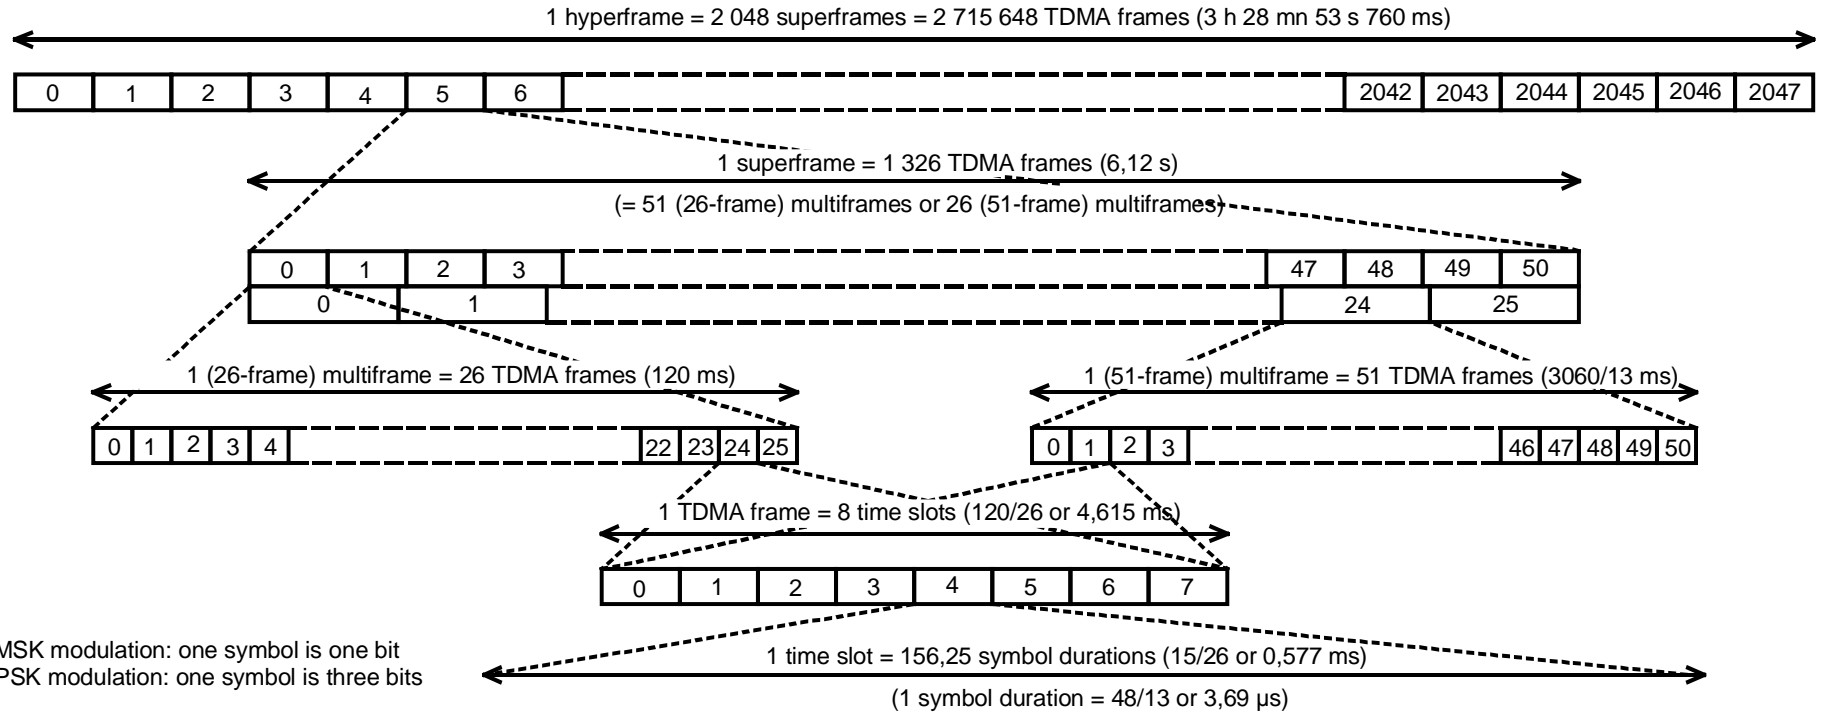 1 hyperframe = 2 048 superframes = 2 715 648 TDMA frames (3 h 28 mn 53 s 760 ms)
0 1 2 3 4 5 6 2042 2043 2044 2045 2046 2047
1 superframe = 1 326 TDMA frames (6,12 s)
(= 51 (26-frame) multiframes or 26 (51-frame) multiframes)
0 1 2 3 47 48 49 50
0 1 24 25
1 (26-frame) multiframe = 26 TDMA frames (120 ms) 1 (51-frame) multiframe = 51 TDMA frames (3060/13 ms)
0 1 2 3 4 22 23 24 25 0 1 2 3 46 47 48 49 50
1 TDMA frame = 8 time slots (120/26 or 4,615 ms)
0 1 2 3 4 5 6 7
MSK modulation: one symbol is one bit
PSK modulation: one symbol is three bits
1 time slot = 156,25 symbol durations (15/26 or 0,577 ms)
(1 symbol duration = 48/13 or 3,69 µs)